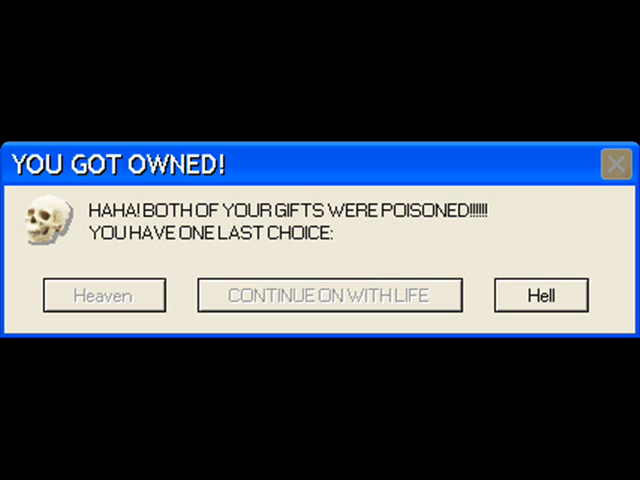 YOU GOT OWNED!
HAHA! BOTH OF YOUR GIFTS WERE POISONED!!!!!!
YOU HAVE ONE LAST CHOICE:
Heaven
CONTINUE ON WITH LIFE
Hell